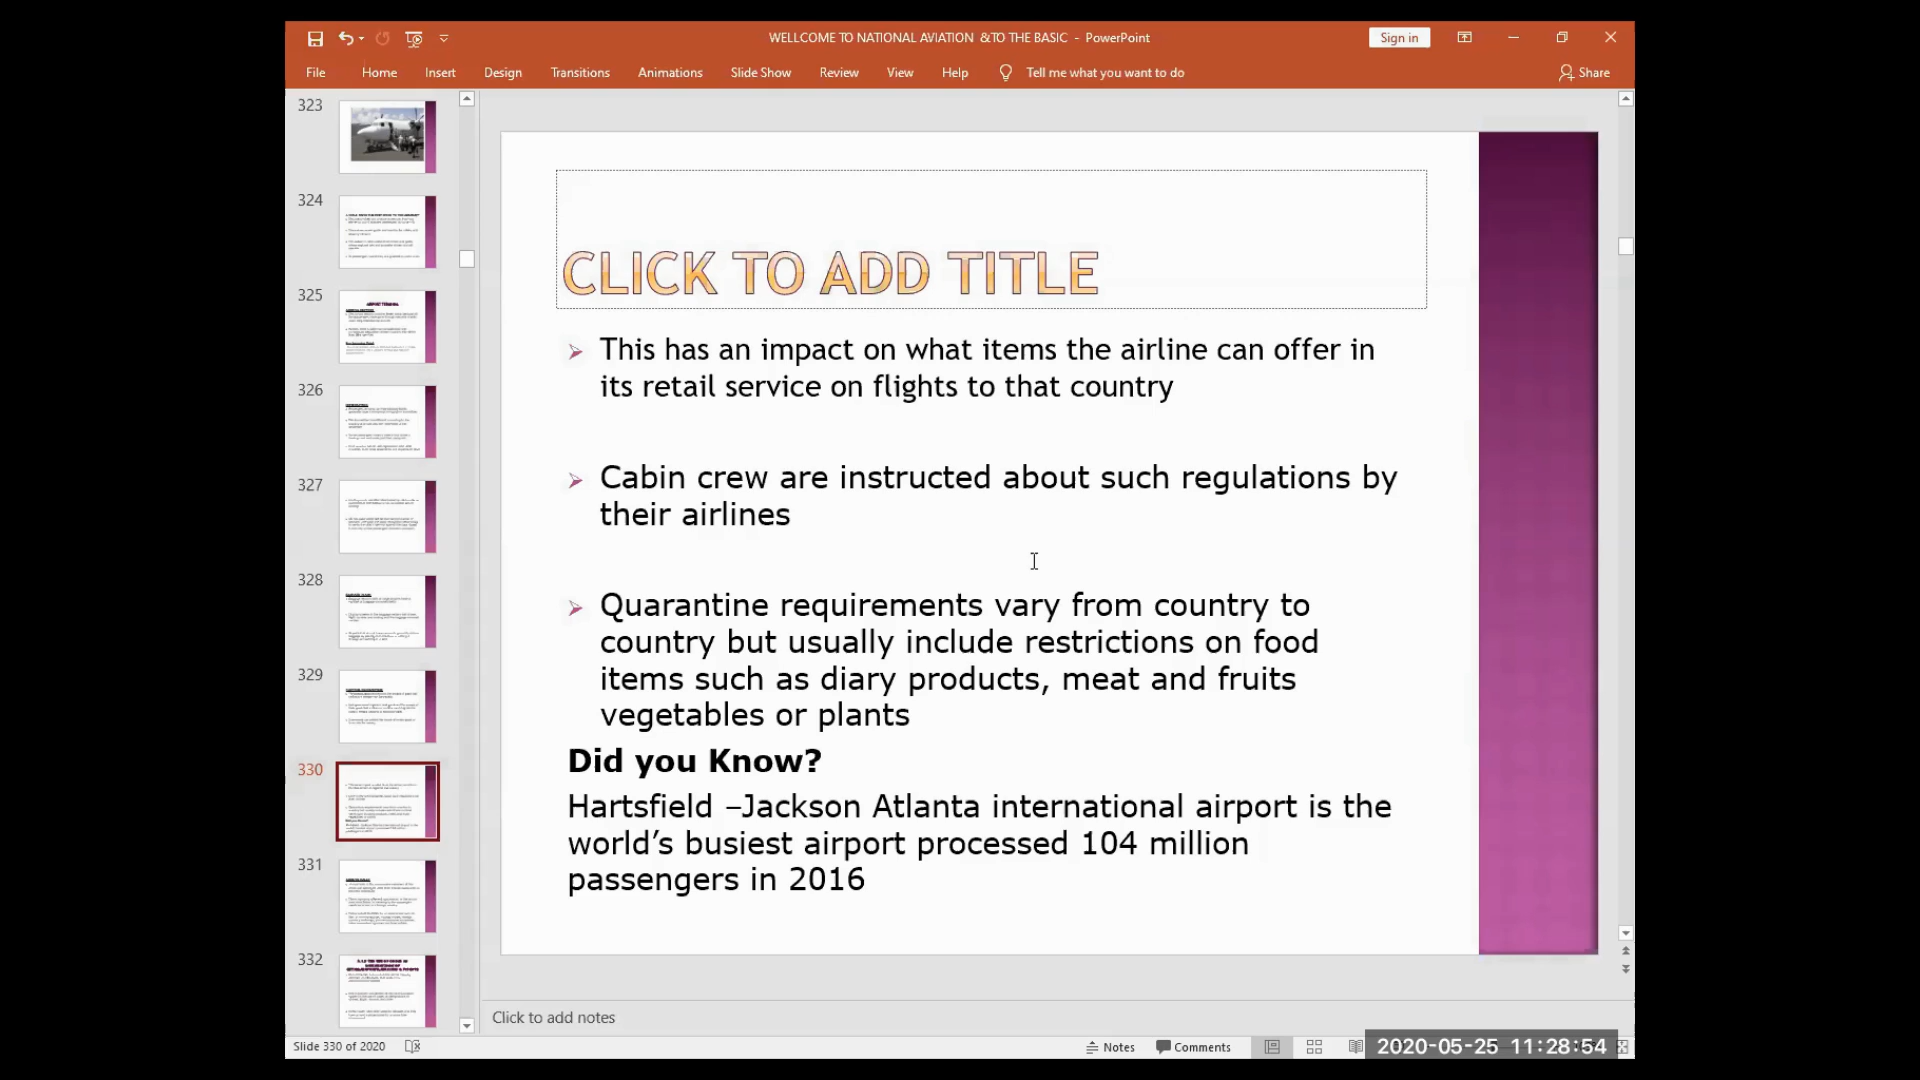 WELLCOME TO NATIONAL AVIATION &TO THE BASIC - PowerPoint
Sign in
File Home Insert Design Transitions Animations Slide Show Review View Help Tell me what you want to do Share
323
324
325
326
327
328
329
330
331
332
CLICK TO ADD TITLE
This has an impact on what items the airline can offer in
its retail service on flights to that country
Cabin crew are instructed about such regulations by
their airlines
Quarantine requirements vary from country to
country but usually include restrictions on food
items such as diary products, meat and fruits
vegetables or plants
Did you Know?
Hartsfield –Jackson Atlanta international airport is the
world’s busiest airport processed 104 million
passengers in 2016
Click to add notes
Slide 330 of 2020 Notes Comments 2020-05-25 11:28:54